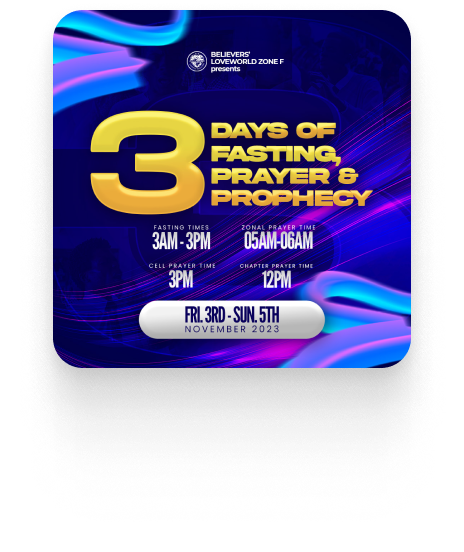 BELIEVERS'
LOVEWORLD ZONE F
presents
3
DAYS OF
FASTING,
PRAYER &
PROPHECY
FASTING TIMES
3AM - 3PM
ZONAL PRAYER TIME
05AM-06AM
CELL PRAYER TIME
3PM
CHAPTER PRAYER TIME
12PM
FRI. 3RD - SUN. 5TH
NOVEMBER 2023